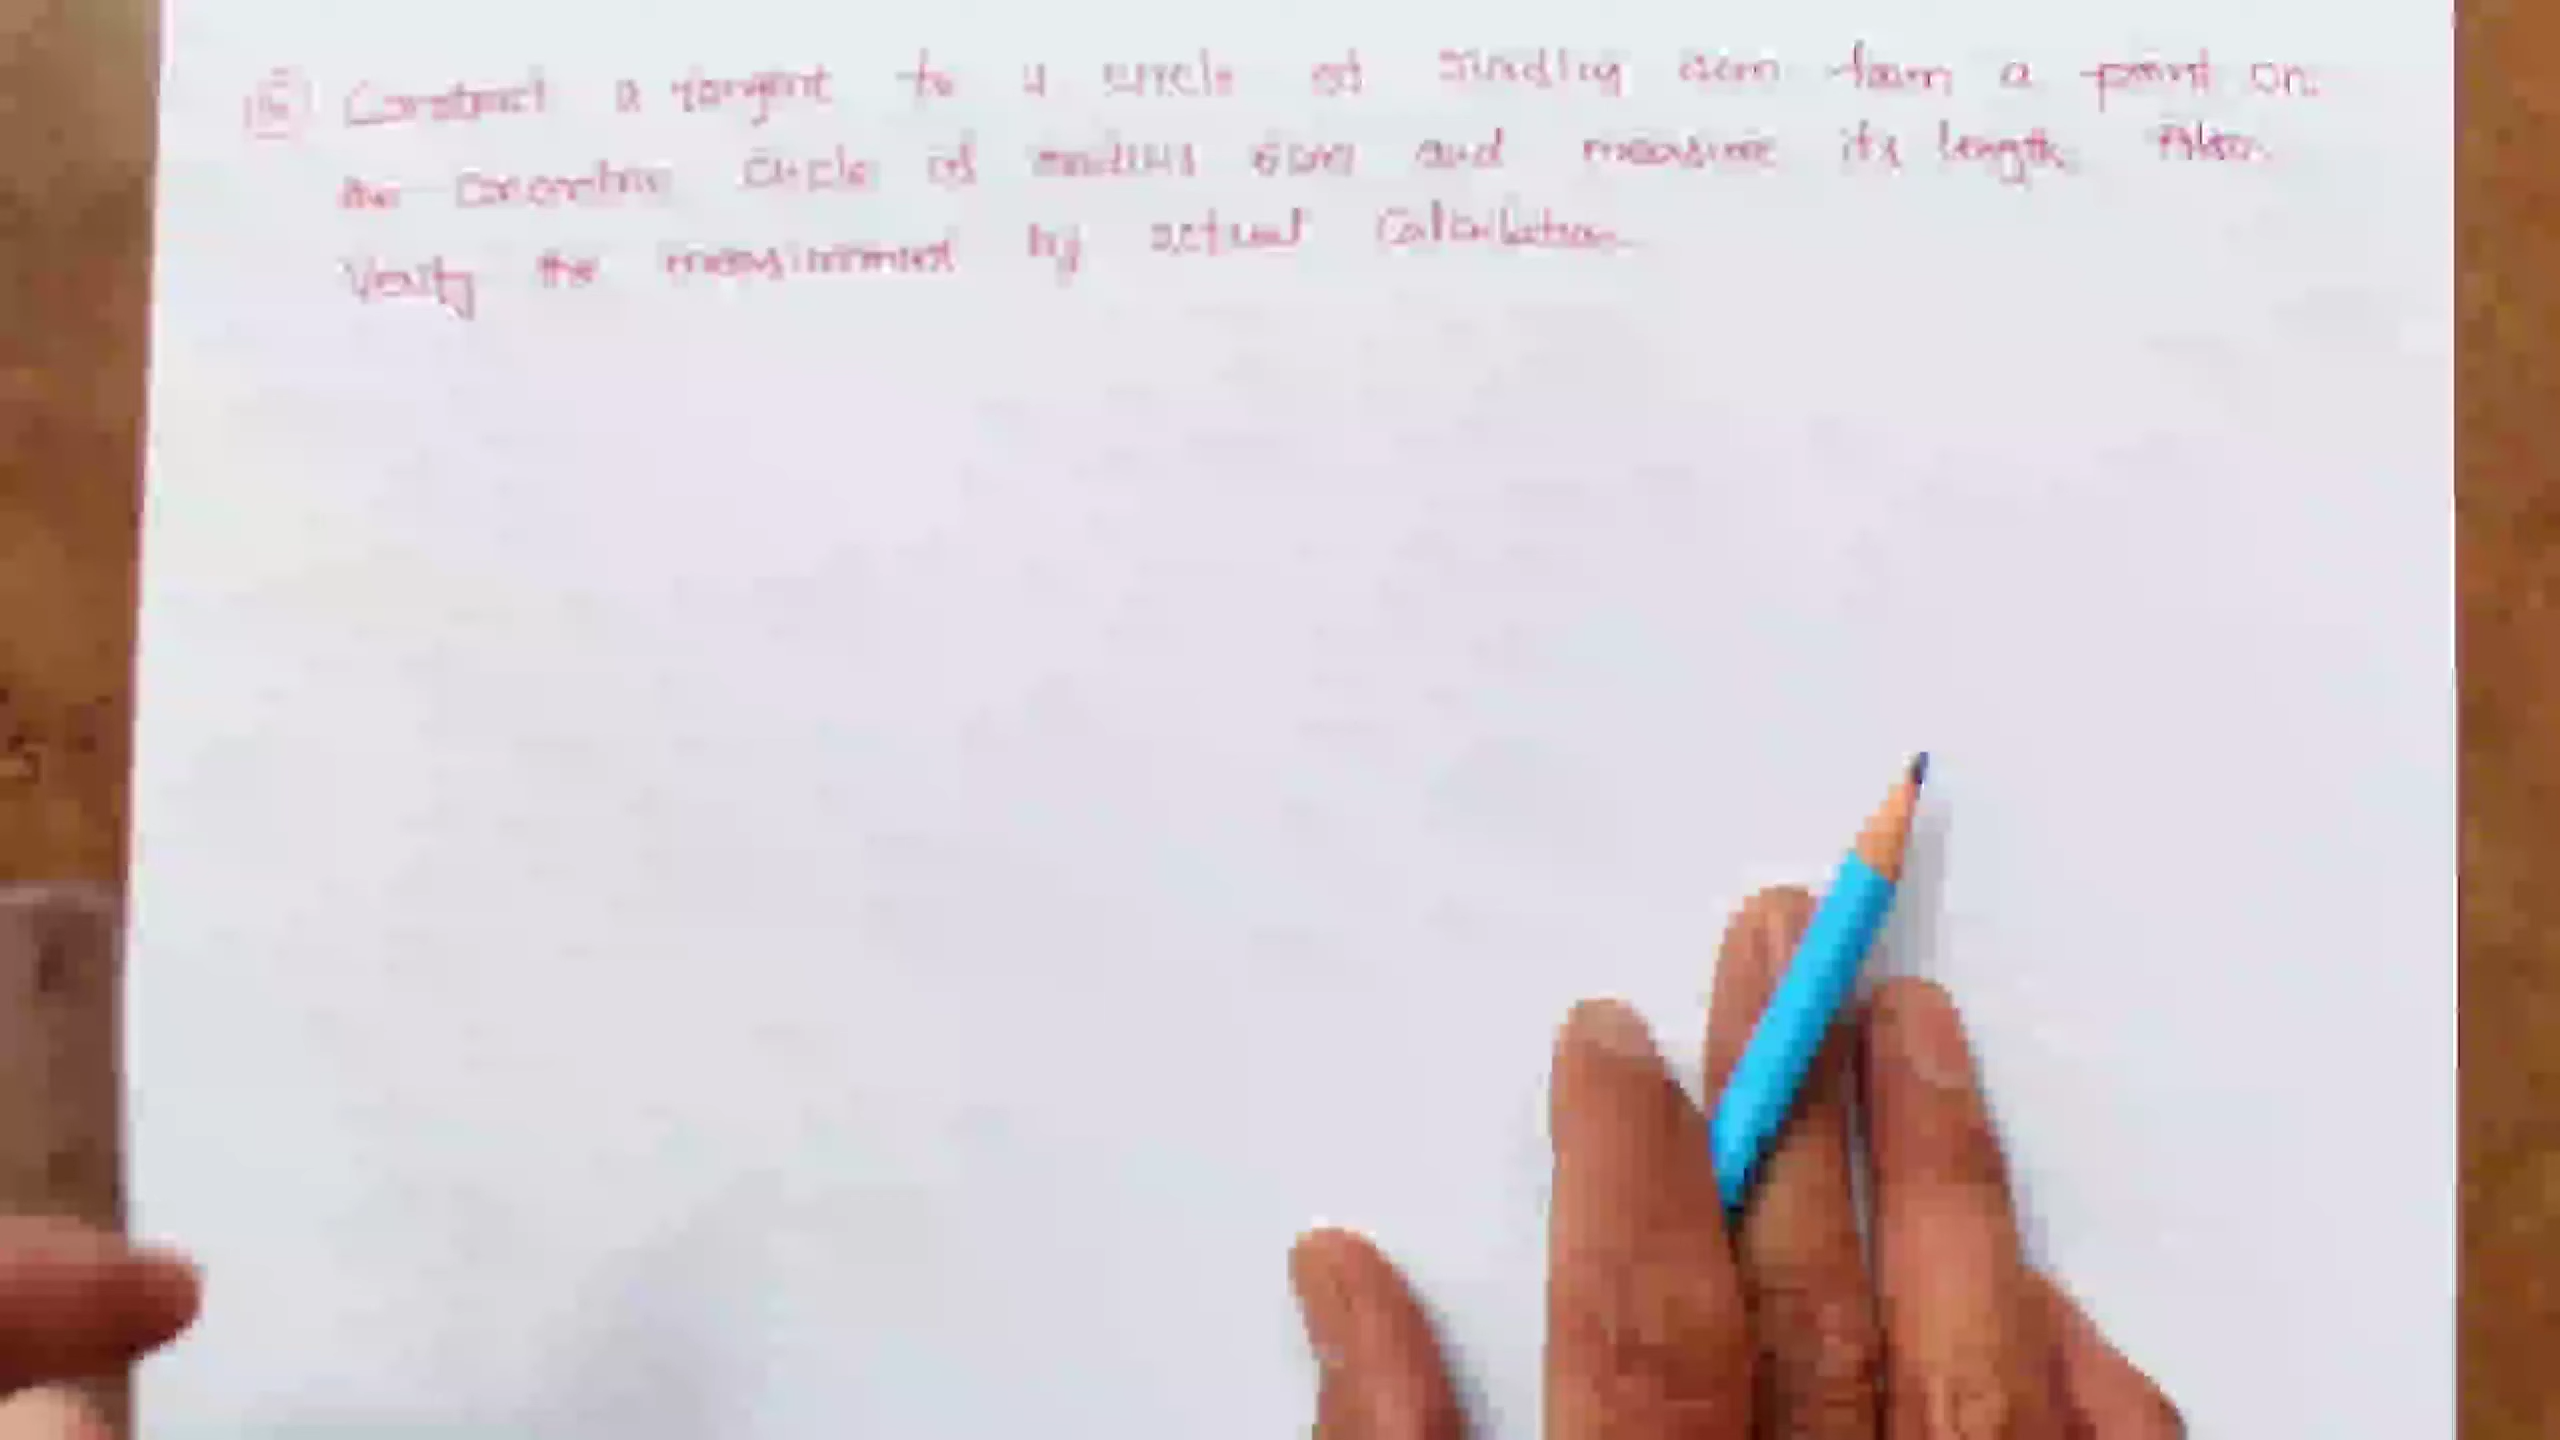 Construct a tangent to a circle of radius 4cm from a point on
the concentric circle of radius 6cm and measure its length. Also
Verify the measurement by actual calculation.